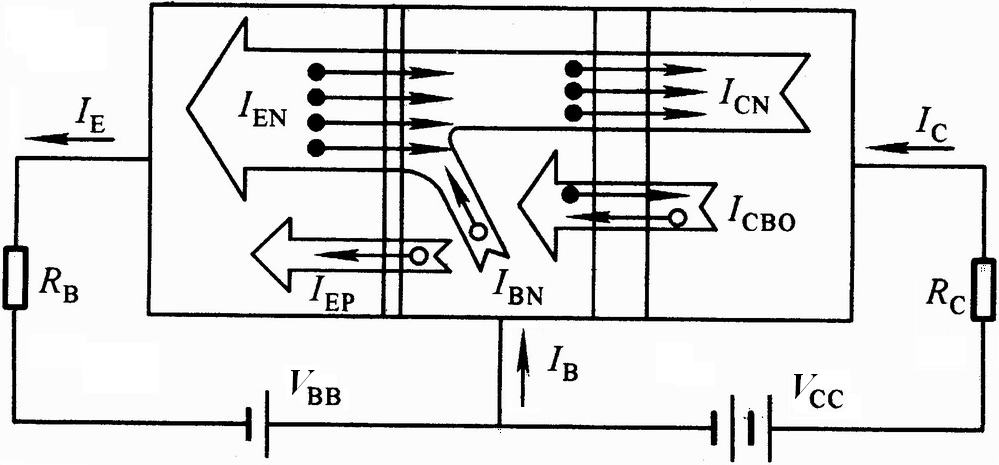 I_E
I_EN
I_CN
I_C
I_CBO
R_B
I_EP
I_BN
R_C
I_B
V_BB
V_CC